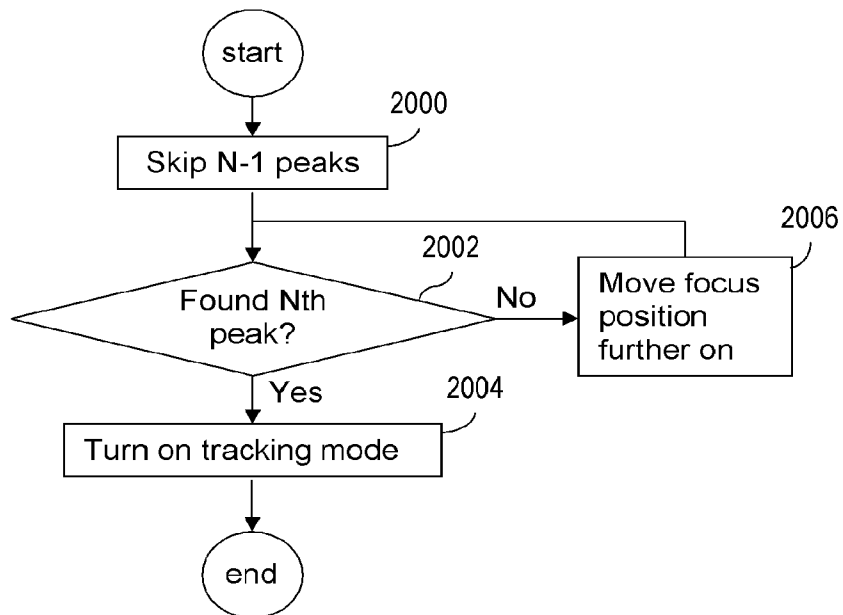 start
2000
Skip N-1 peaks
2002
2006
Found Nth
peak?
No
Move focus
position
further on
Yes
2004
Turn on tracking mode
end